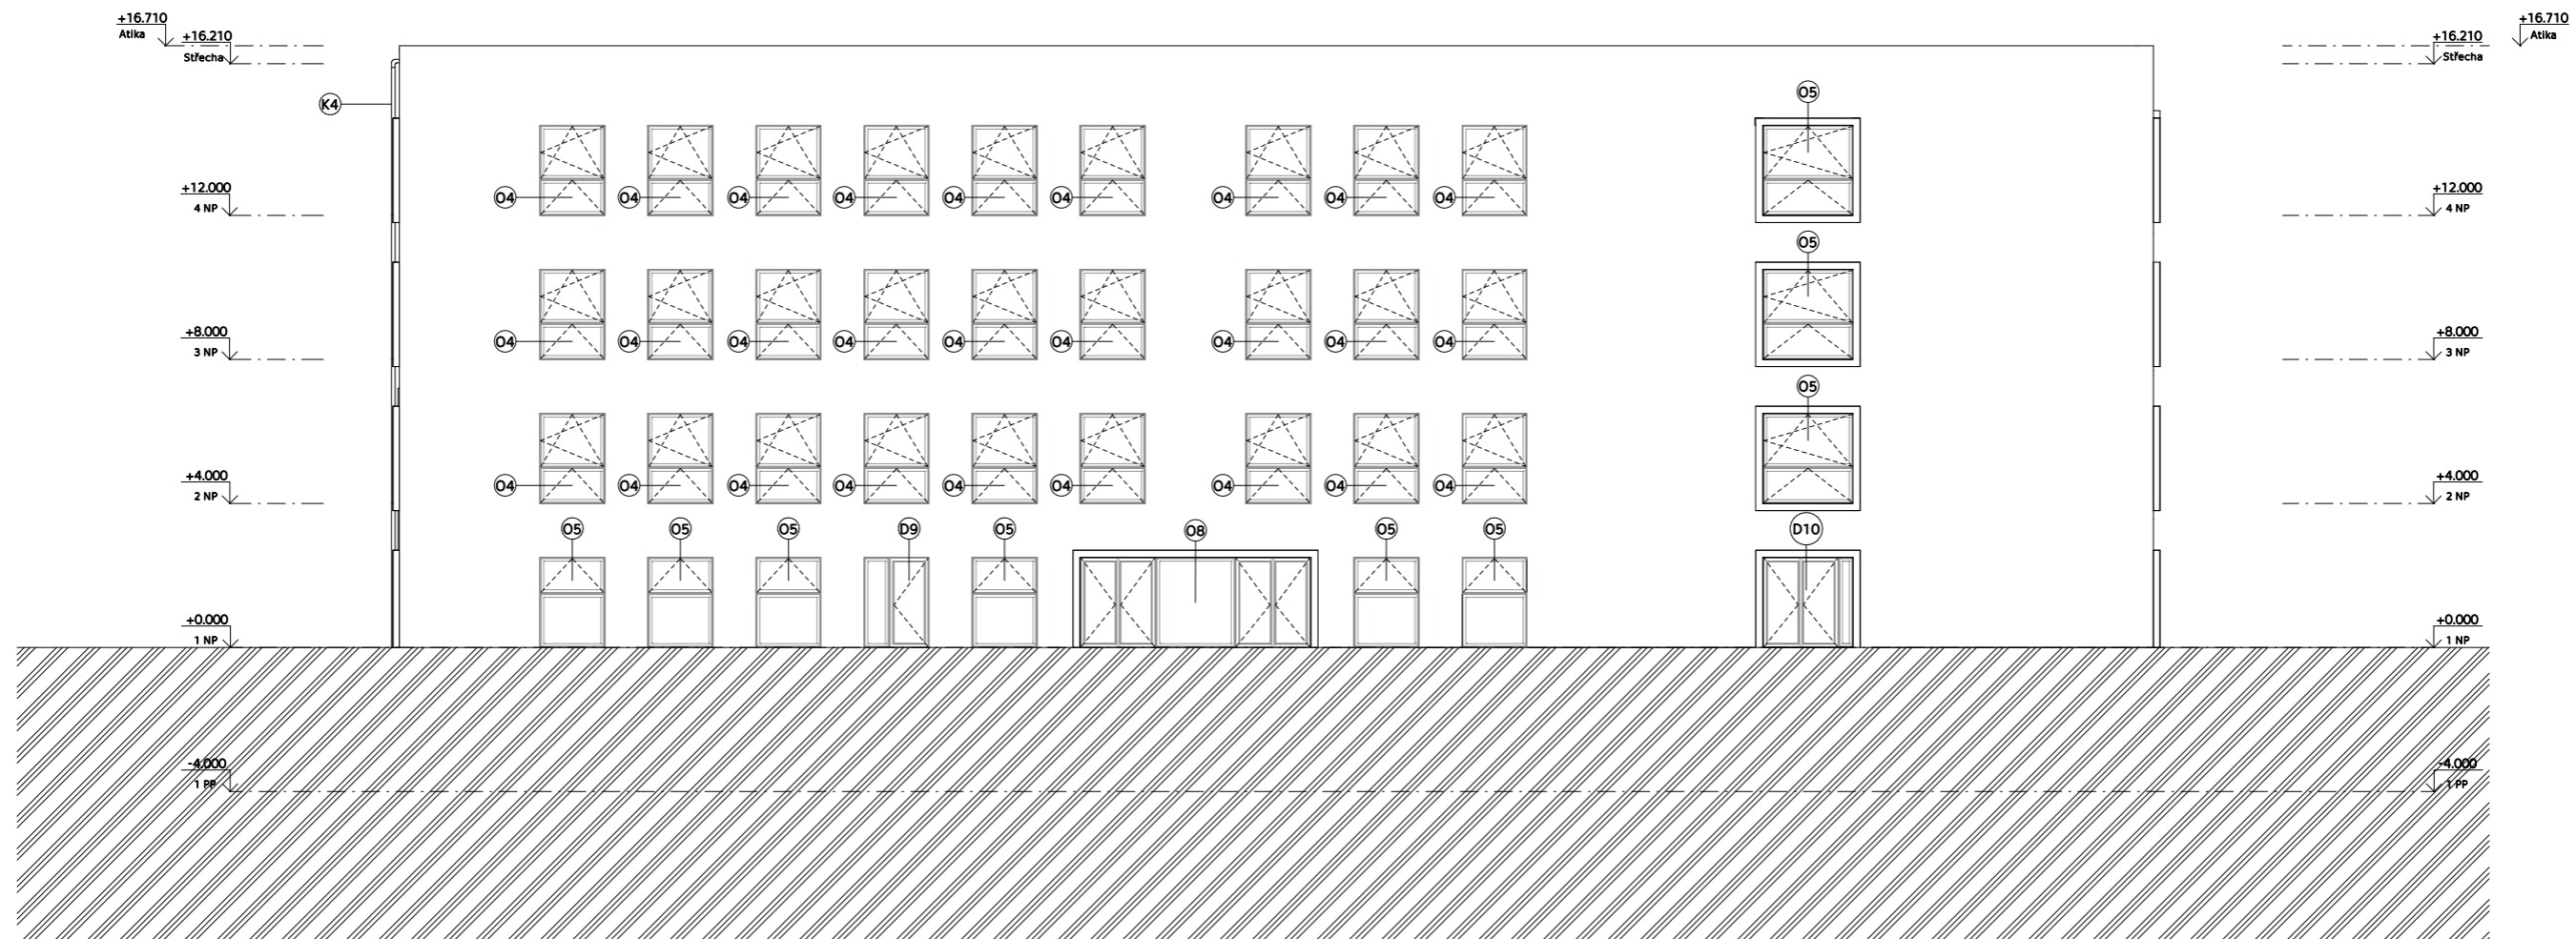 +16.710
Atika
+16.210
Střecha
+16.710
Atika
+16.210
Střecha
K4
O5
+12.000
4 NP
O4
O4
O4
O4
O4
O4
O4
O4
O4
+12.000
4 NP
O5
+8.000
3 NP
O4
O4
O4
O4
O4
O4
O4
O4
O4
+8.000
3 NP
O5
+4.000
2 NP
O4
O4
O4
O4
O4
O4
O4
O4
O4
+4.000
2 NP
O5
O5
O5
D9
O5
O8
O5
O5
D10
+0.000
1 NP
+0.000
1 NP
-4.000
1 PP
-4.000
1 PP